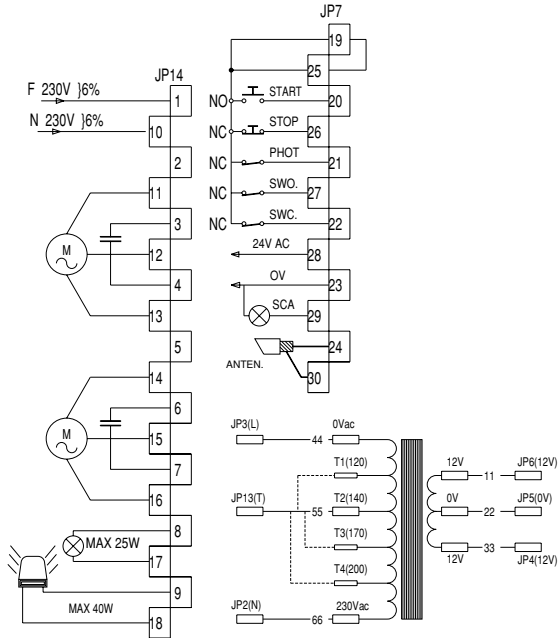 JP7
19
JP14
25
F 230V }6%
1
NO
START
20
N 230V }6%
10
NC
STOP
26
2
NC
PHOT
21
11
NC
SWO.
27
3
NC
SWC.
22
M
12
24V AC
28
4
OV
23
13
SCA
29
5
24
ANTEN.
14
30
6
M
15
JP3(L)
0Vac
44
7
T1(120)
12V
JP6(12V)
11
16
JP13(T)
T2(140)
0V
JP5(0V)
55
22
8
T3(170)
MAX 25W
12V
33
JP4(12V)
17
T4(200)
9
MAX 40W
JP2(N)
230Vac
66
18